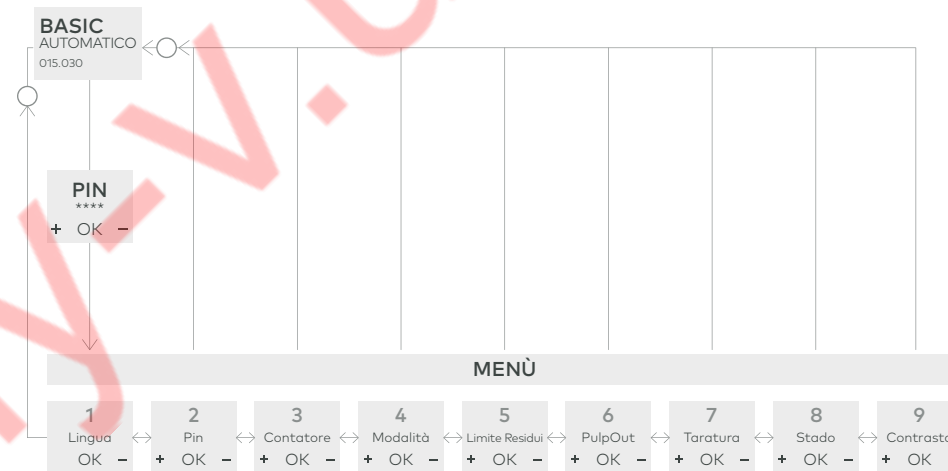 BASIC
AUTOMATICO
015.030
PIN
****
+ OK −
MENÙ
1 2 3 4 5 6 7 8 9
Lingua Pin Contatore Modalità Limite Residui PulpOut Taratura Stado Contrasto
OK − + OK − + OK − + OK − + OK − + OK − + OK − + OK − + OK